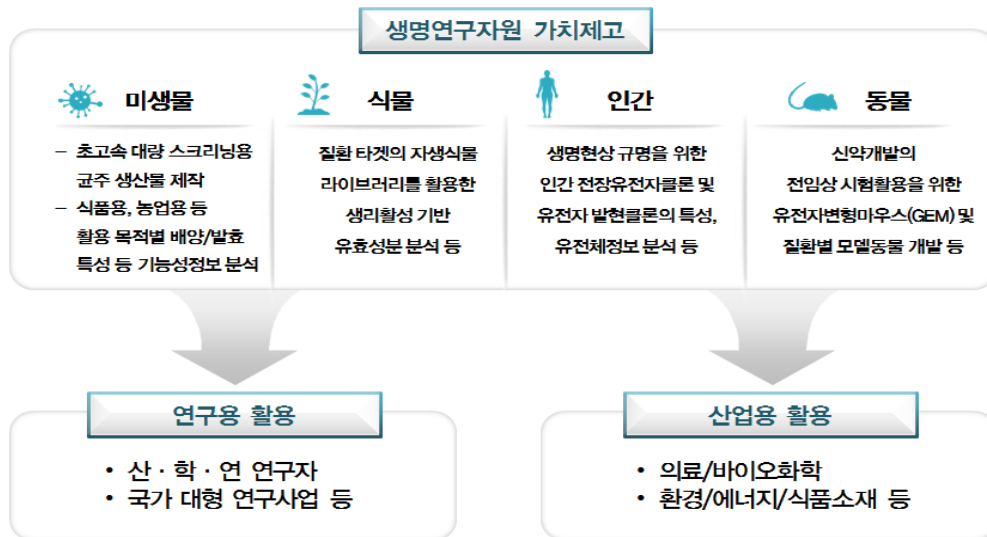 생명연구자원 가치제고
미생물
– 초고속 대량 스크리닝용
균주 생산물 제작
– 식품용, 농업용 등
활용 목적별 배양/발효
특성 등 기능성정보 분석
식물
질환 타겟의 자생식물
라이브러리를 활용한
생리활성 기반
유효성분 분석 등
인간
생명현상 규명을 위한
인간 전장유전자클론 및
유전자 발현클론의 특성,
유전체정보 분석 등
동물
신약개발의
전임상 시험활용을 위한
유전자변형마우스(GEM) 및
질환별 모델동물 개발 등
연구용 활용
• 산 · 학 · 연 연구자
• 국가 대형 연구사업 등
산업용 활용
• 의료/바이오화학
• 환경/에너지/식품소재 등